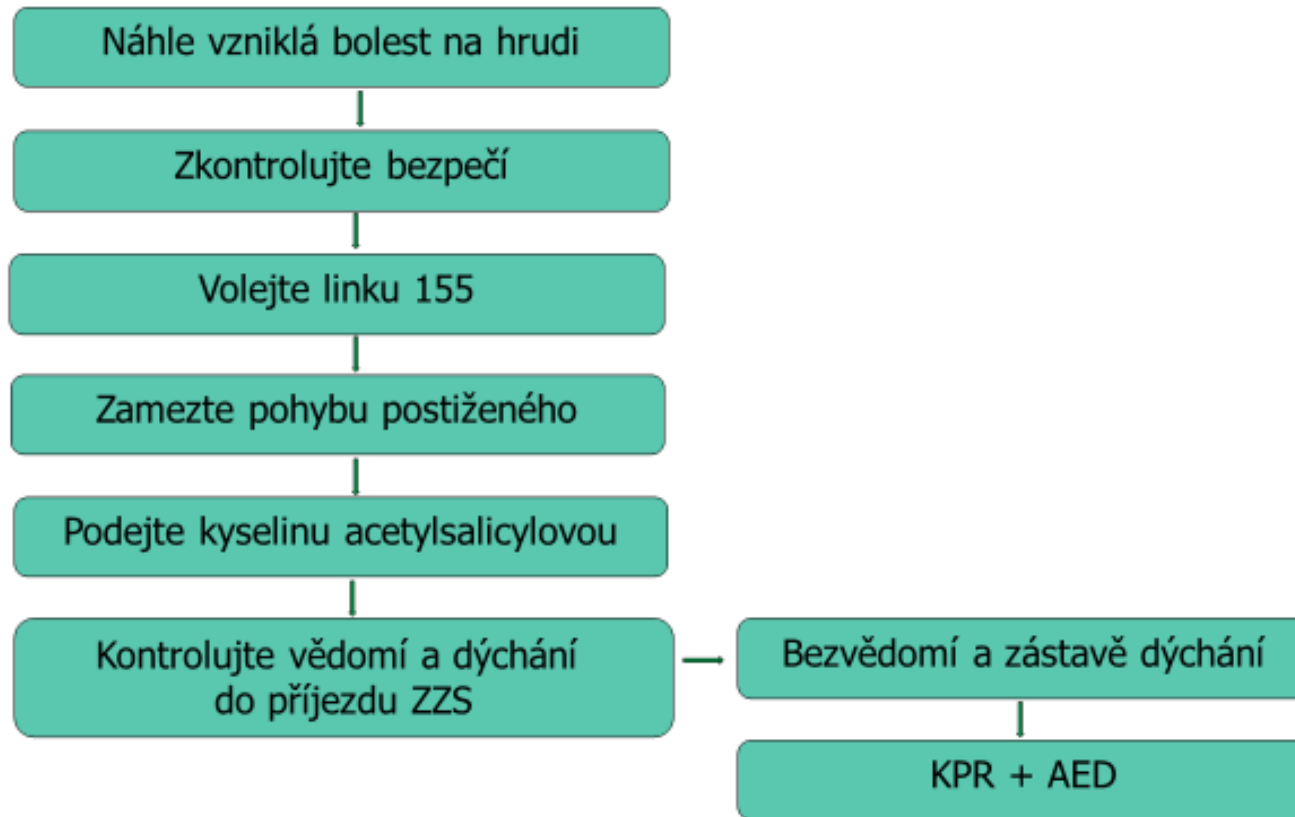 Náhle vzniklá bolest na hrudi
Zkontrolujte bezpečí
Volejte linku 155
Zamezte pohybu postiženého
Podejte kyselinu acetylsalicylovou
Kontrolujte vědomí a dýchání
do příjezdu ZZS
Bezvědomí a zástavě dýchání
KPR + AED